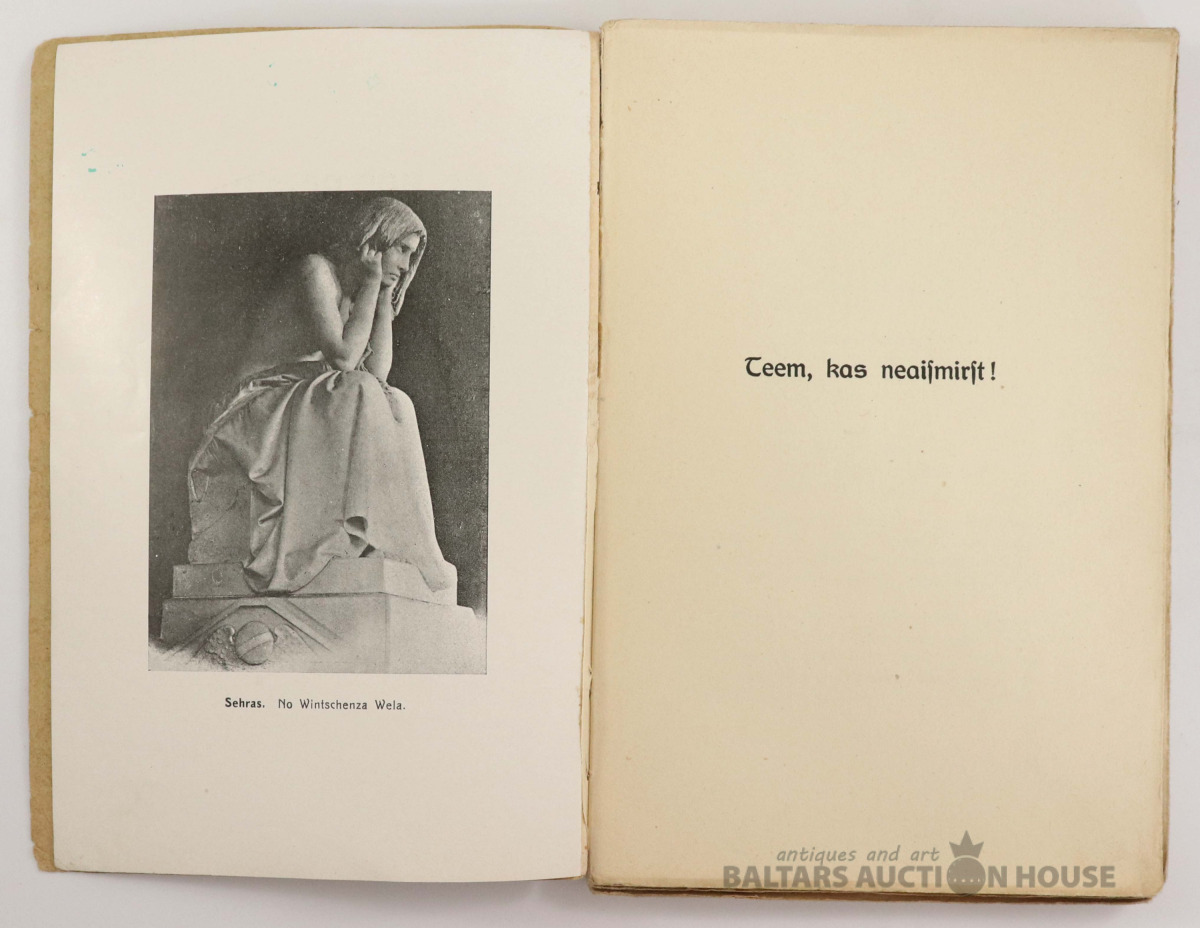 Sehras. No Wintschenza Wela.
Teem, kas neaiſmirſt!
antiques and art
BALTARS AUCTION HOUSE